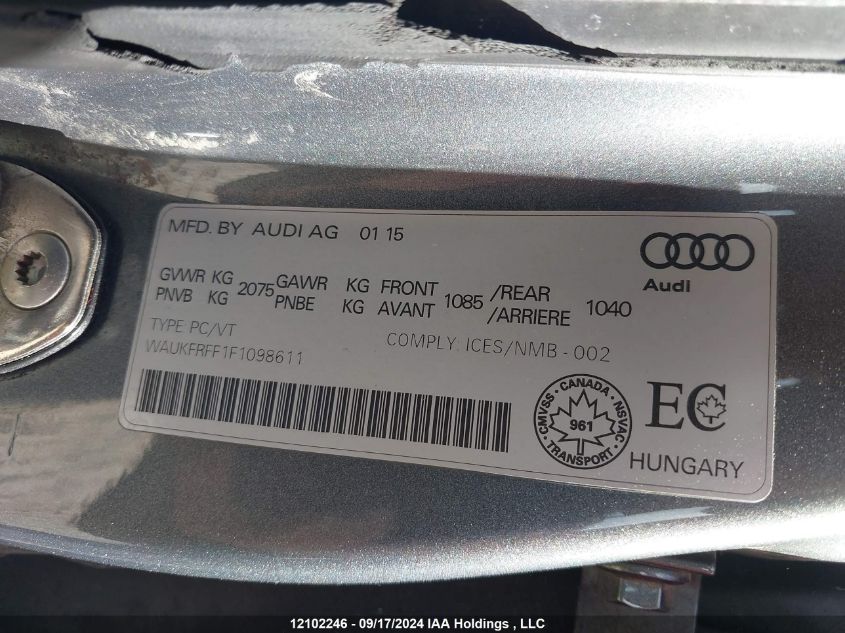 MFD. BY AUDI AG 01 15
Audi
GVWR KG 2075 GAWR KG FRONT 1085 /REAR 1040
PNVB KG PNBE KG AVANT /ARRIERE
TYPE: PC/VT
COMPLY: ICES/NMB - 002
WAUKFRFF1F1098611
CMVSS • CANADA • NSVAC
961
TRANSPORT
EC
HUNGARY
12102246 - 09/17/2024 IAA Holdings , LLC